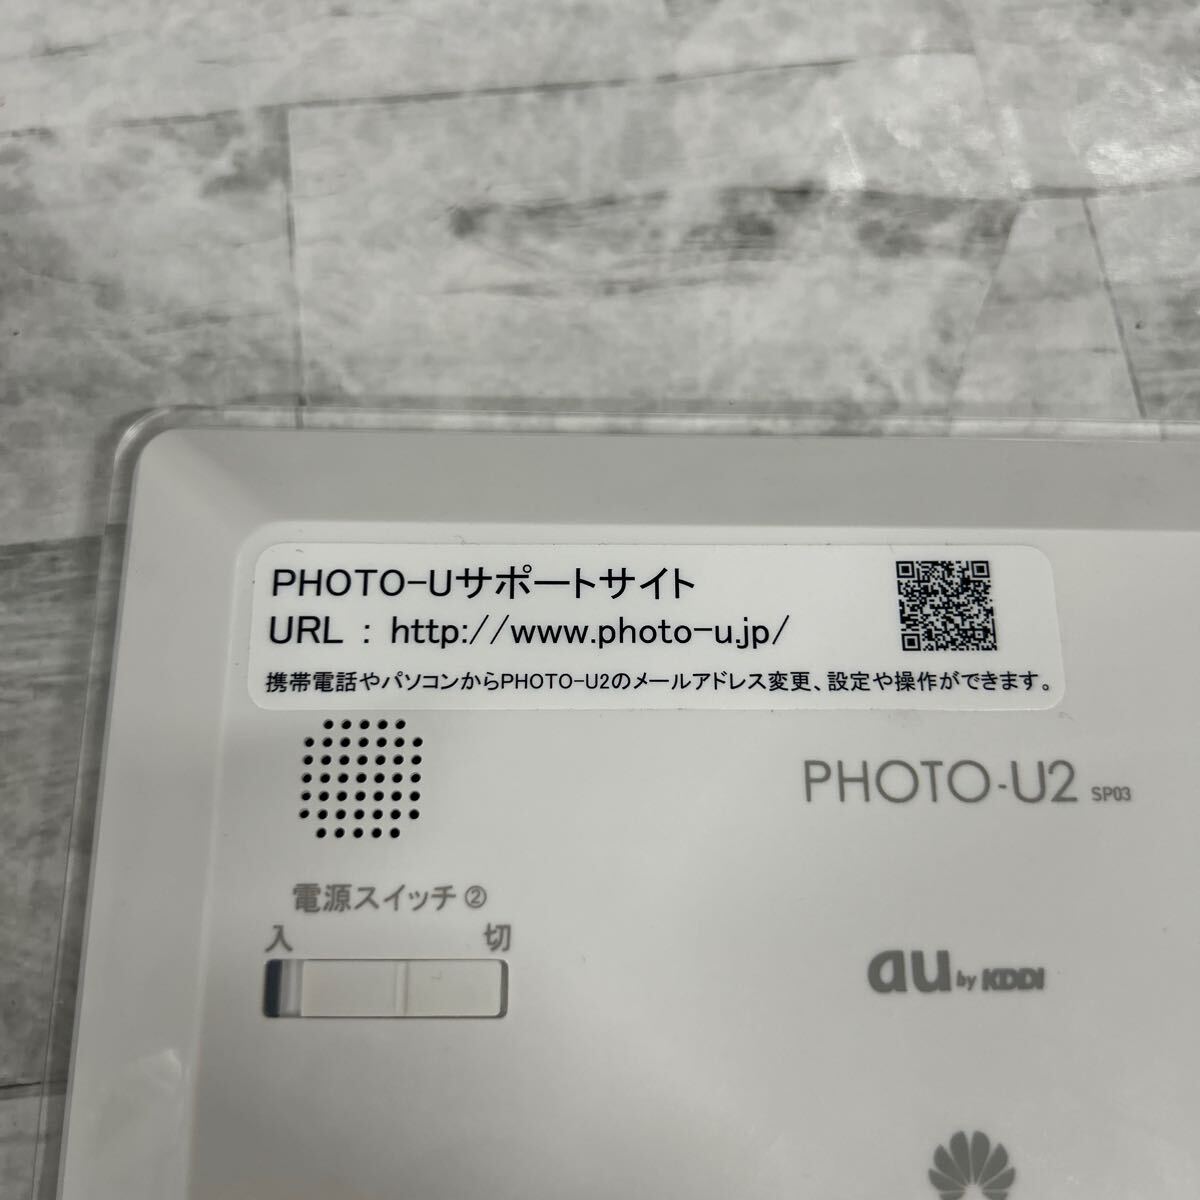 PHOTO-Uサポートサイト
URL : http://www.photo-u.jp/
携帯電話やパソコンからPHOTO-U2のメールアドレス変更、設定や操作ができます。
PHOTO-U2 SP03
電源スイッチ②
入 切
au by KDDI